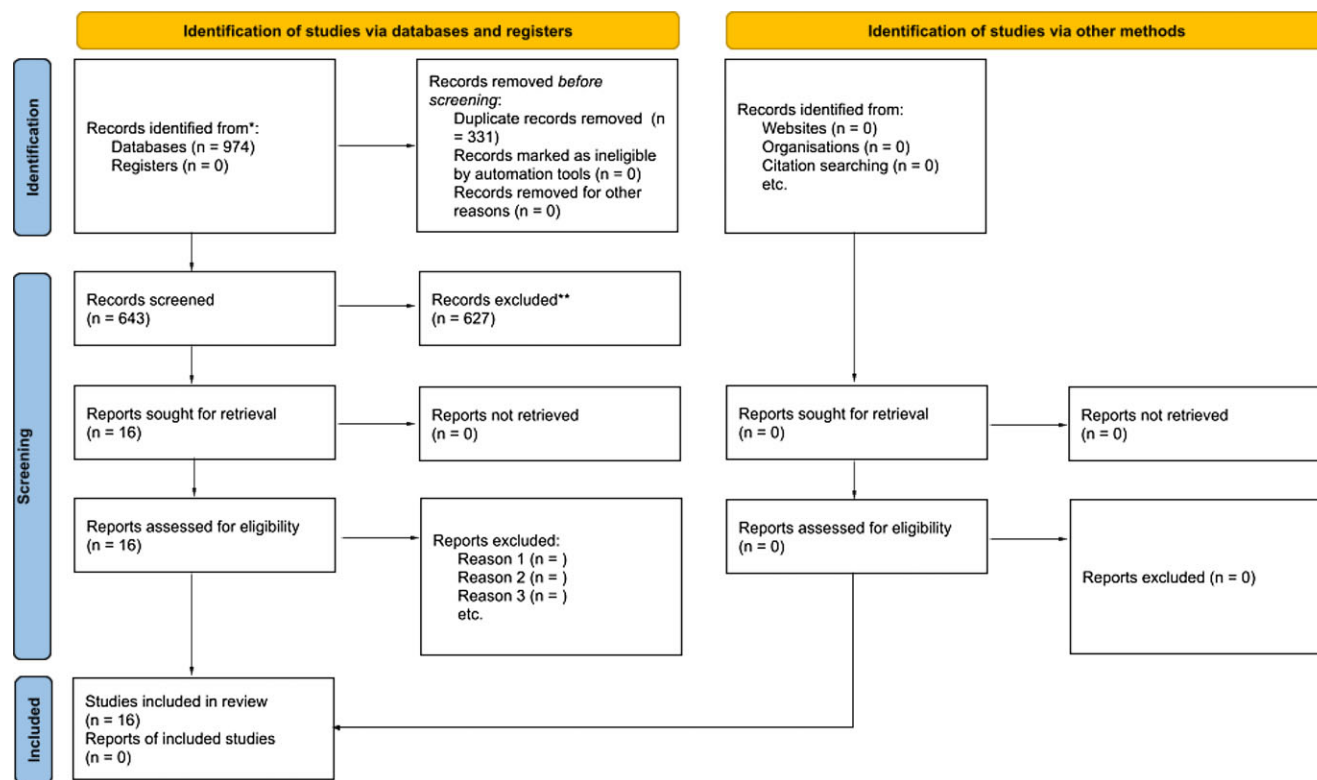 Identification of studies via databases and registers
Identification of studies via other methods
Identification
Records identified from*:
Databases (n = 974)
Registers (n = 0)
Records removed before
screening:
Duplicate records removed (n
= 331)
Records marked as ineligible
by automation tools (n = 0)
Records removed for other
reasons (n = 0)
Records identified from:
Websites (n = 0)
Organisations (n = 0)
Citation searching (n = 0)
etc.
Screening
Records screened
(n = 643)
Records excluded**
(n = 627)
Reports sought for retrieval
(n = 16)
Reports not retrieved
(n = 0)
Reports sought for retrieval
(n = 0)
Reports not retrieved
(n = 0)
Reports assessed for eligibility
(n = 16)
Reports excluded:
Reason 1 (n = )
Reason 2 (n = )
Reason 3 (n = )
etc.
Reports assessed for eligibility
(n = 0)
Reports excluded (n = 0)
Included
Studies included in review
(n = 16)
Reports of included studies
(n = 0)